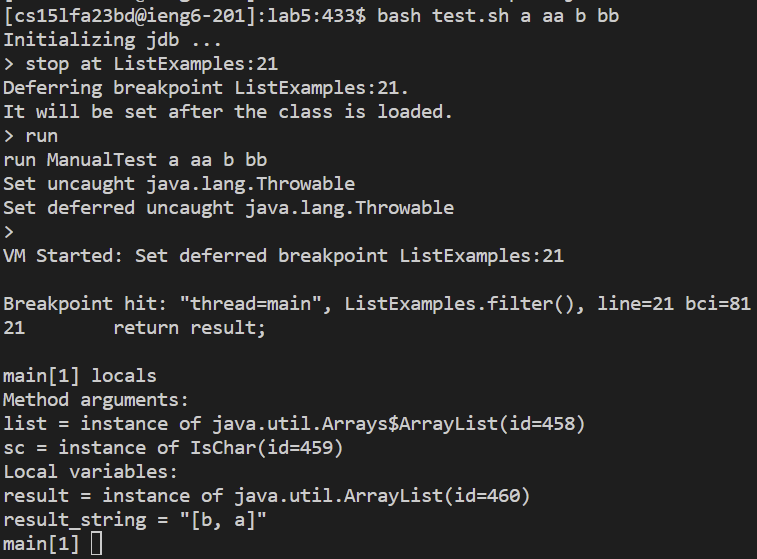 [cs15lfa23bd@ieng6-201]:lab5:433$ bash test.sh a aa b bb
Initializing jdb ...
> stop at ListExamples:21
Deferring breakpoint ListExamples:21.
It will be set after the class is loaded.
> run
run ManualTest a aa b bb
Set uncaught java.lang.Throwable
Set deferred uncaught java.lang.Throwable
>
VM Started: Set deferred breakpoint ListExamples:21
Breakpoint hit: "thread=main", ListExamples.filter(), line=21 bci=81
21        return result;
main[1] locals
Method arguments:
list = instance of java.util.Arrays$ArrayList(id=458)
sc = instance of IsChar(id=459)
Local variables:
result = instance of java.util.ArrayList(id=460)
result_string = "[b, a]"
main[1]